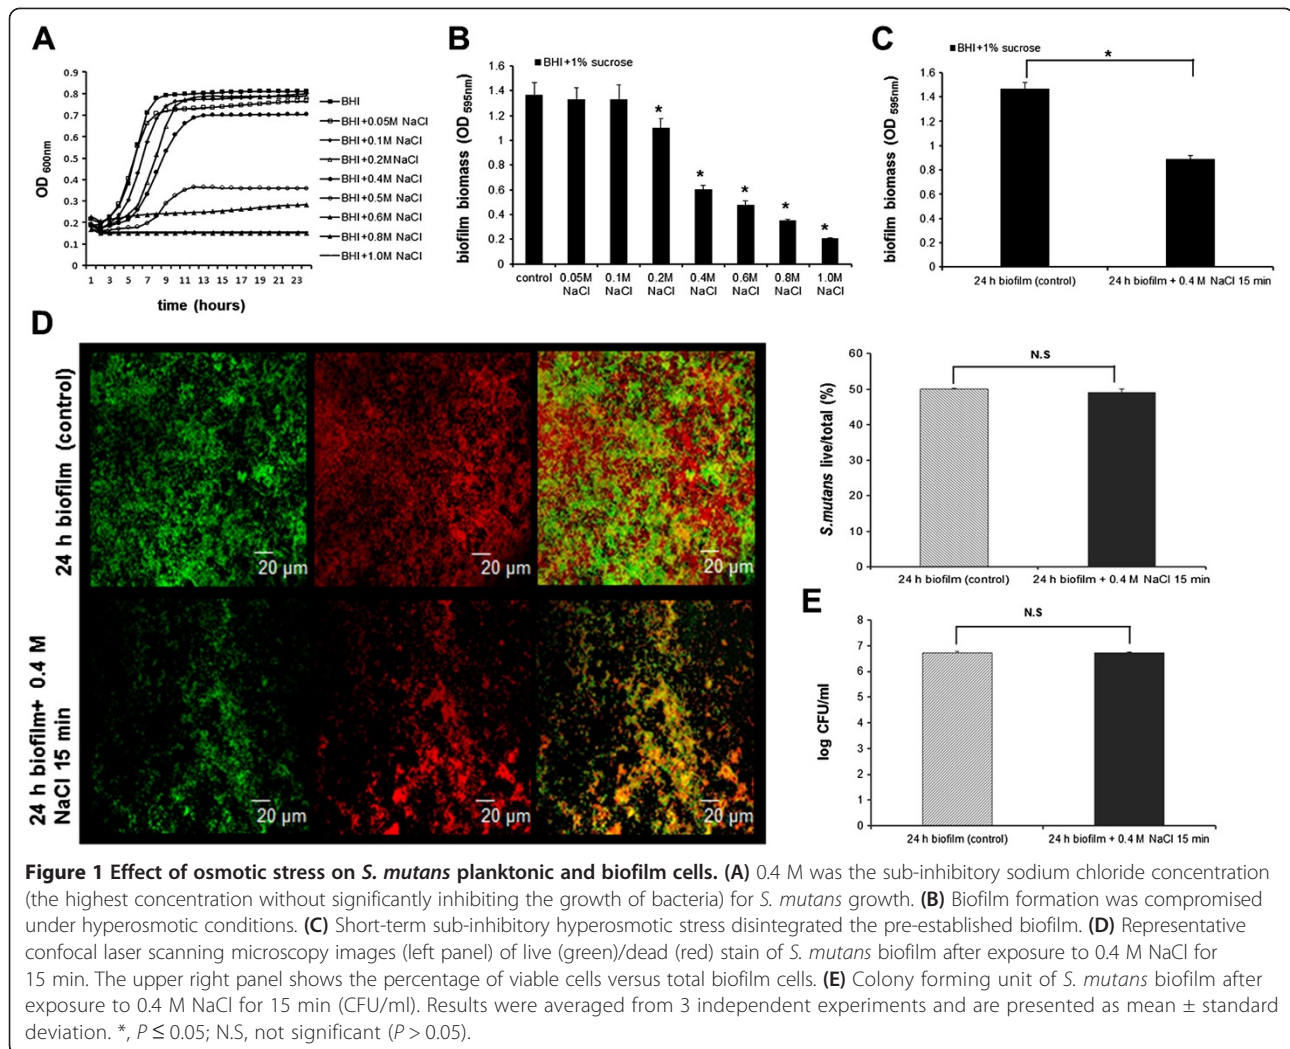 A
0.9
0.8
0.7
0.6
0.5
0.4
0.3
0.2
0.1
0
OD 600nm
1 3 5 7 9 11 13 15 17 19 21 23
time (hours)
BHI
BHI+0.05M NaCl
BHI+0.1M NaCl
BHI+0.2MNaCl
BHI+0.4M NaCl
BHI+0.5M NaCl
BHI+0.6M NaCl
BHI+0.8M NaCl
BHI+1.0M NaCl
B
BHI+1% sucrose
1.6
1.4
1.2
1
0.8
0.6
0.4
0.2
0
biofilm biomass (OD 595nm)
* * * * *
control 0.05M 0.1M 0.2M 0.4M 0.6M 0.8M 1.0M
NaCl NaCl NaCl NaCl NaCl NaCl NaCl
C
BHI+1% sucrose
*
1.6
1.4
1.2
1
0.8
0.6
0.4
0.2
0
biofilm biomass (OD 595nm)
24 h biofilm (control) 24 h biofilm + 0.4 M NaCl 15 min
D
24 h biofilm (control)
20 µm 20 µm 20 µm
24 h biofilm+ 0.4 M
NaCl 15 min
20 µm 20 µm 20 µm
N.S
60
50
40
30
20
10
0
S.mutans live/total (%)
24 h biofilm (control) 24 h biofilm + 0.4 M NaCl 15 min
E
N.S
9
8
7
6
5
4
3
2
1
0
log CFU/ml
24 h biofilm (control) 24 h biofilm + 0.4 M NaCl 15 min
Figure 1 Effect of osmotic stress on S. mutans planktonic and biofilm cells. (A) 0.4 M was the sub-inhibitory sodium chloride concentration
(the highest concentration without significantly inhibiting the growth of bacteria) for S. mutans growth. (B) Biofilm formation was compromised
under hyperosmotic conditions. (C) Short-term sub-inhibitory hyperosmotic stress disintegrated the pre-established biofilm. (D) Representative
confocal laser scanning microscopy images (left panel) of live (green)/dead (red) stain of S. mutans biofilm after exposure to 0.4 M NaCl for
15 min. The upper right panel shows the percentage of viable cells versus total biofilm cells. (E) Colony forming unit of S. mutans biofilm after
exposure to 0.4 M NaCl for 15 min (CFU/ml). Results were averaged from 3 independent experiments and are presented as mean ± standard
deviation. *, P ≤ 0.05; N.S, not significant (P > 0.05).